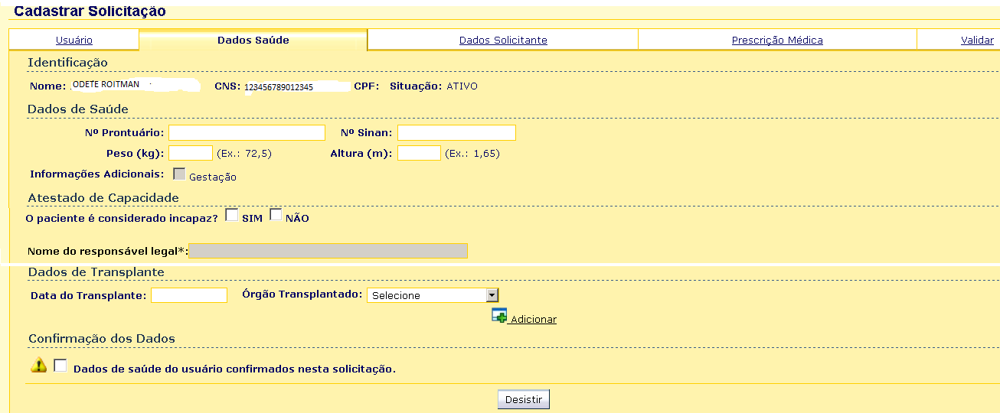 Cadastrar Solicitação
Usuário Dados Saúde Dados Solicitante Prescrição Médica Validar
Identificação
Nome: ODETE ROITMAN CNS: 123456789012345 CPF: Situação: ATIVO
Dados de Saúde
Nº Prontuário: Nº Sinan:
Peso (kg): (Ex.: 72,5) Altura (m): (Ex.: 1,65)
Informações Adicionais: Gestação
Atestado de Capacidade
O paciente é considerado incapaz? SIM NÃO
Nome do responsável legal*:
Dados de Transplante
Data do Transplante: Órgão Transplantado: Selecione
Adicionar
Confirmação dos Dados
Dados de saúde do usuário confirmados nesta solicitação.
Desistir